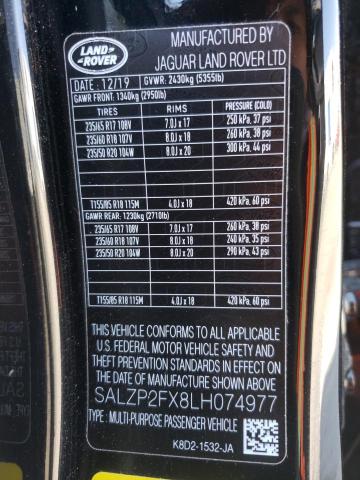 LAND ROVER
MANUFACTURED BY
JAGUAR LAND ROVER LTD
DATE : 12/19 GVWR: 2430kg (5355lb)
GAWR FRONT: 1340kg (2950lb)
TIRES RIMS PRESSURE (COLD)
235/65 R17 108V 7.0J x 17 250 kPa, 37 psi
235/60 R18 107V 8.0J x 18 260 kPa, 38 psi
235/50 R20 104W 8.0J x 20 300 kPa, 44 psi
T155/85 R18 115M 4.0J x 18 420 kPa, 60 psi
GAWR REAR: 1230kg (2710lb)
235/65 R17 108V 7.0J x 17 260 kPa, 38 psi
235/60 R18 107V 8.0J x 18 240 kPa, 35 psi
235/50 R20 104W 8.0J x 20 290 kPa, 43 psi
T155/85 R18 115M 4.0J x 18 420 kPa, 60 psi
THIS VEHICLE CONFORMS TO ALL APPLICABLE
U.S. FEDERAL MOTOR VEHICLE SAFETY AND
THEFT PREVENTION STANDARDS IN EFFECT ON
THE DATE OF MANUFACTURE SHOWN ABOVE
SALZP2FX8LH074977
TYPE : MULTI-PURPOSE PASSENGER VEHICLE
K8D2-1532-JA